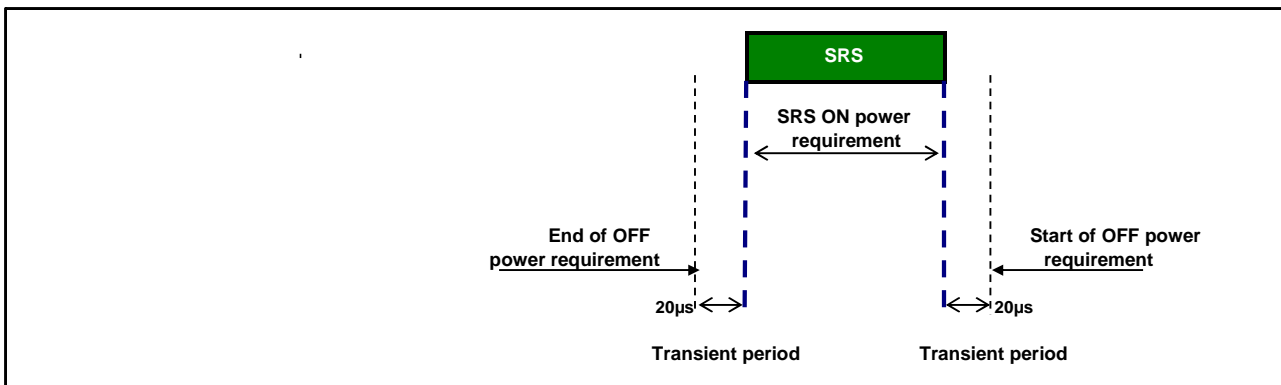 SRS
SRS ON power
requirement
End of OFF
power requirement
Start of OFF power
requirement
20µs
20µs
Transient period
Transient period